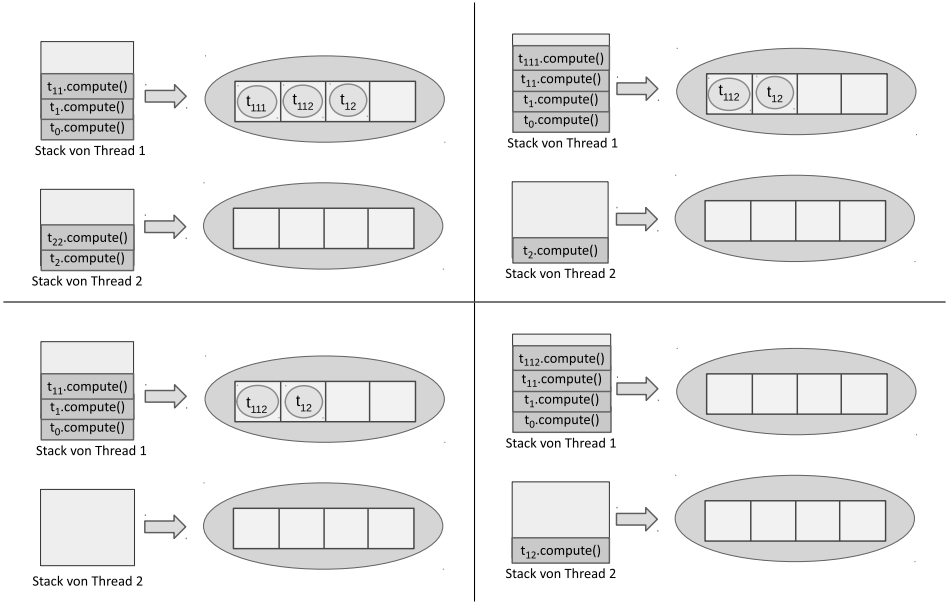 t11.compute()
t1.compute()
t0.compute()
Stack von Thread 1
t111 t112 t12
t22.compute()
t2.compute()
Stack von Thread 2
t111.compute()
t11.compute()
t1.compute()
t0.compute()
Stack von Thread 1
t112 t12
t2.compute()
Stack von Thread 2
t11.compute()
t1.compute()
t0.compute()
Stack von Thread 1
t112 t12
Stack von Thread 2
t112.compute()
t11.compute()
t1.compute()
t0.compute()
Stack von Thread 1
t12.compute()
Stack von Thread 2